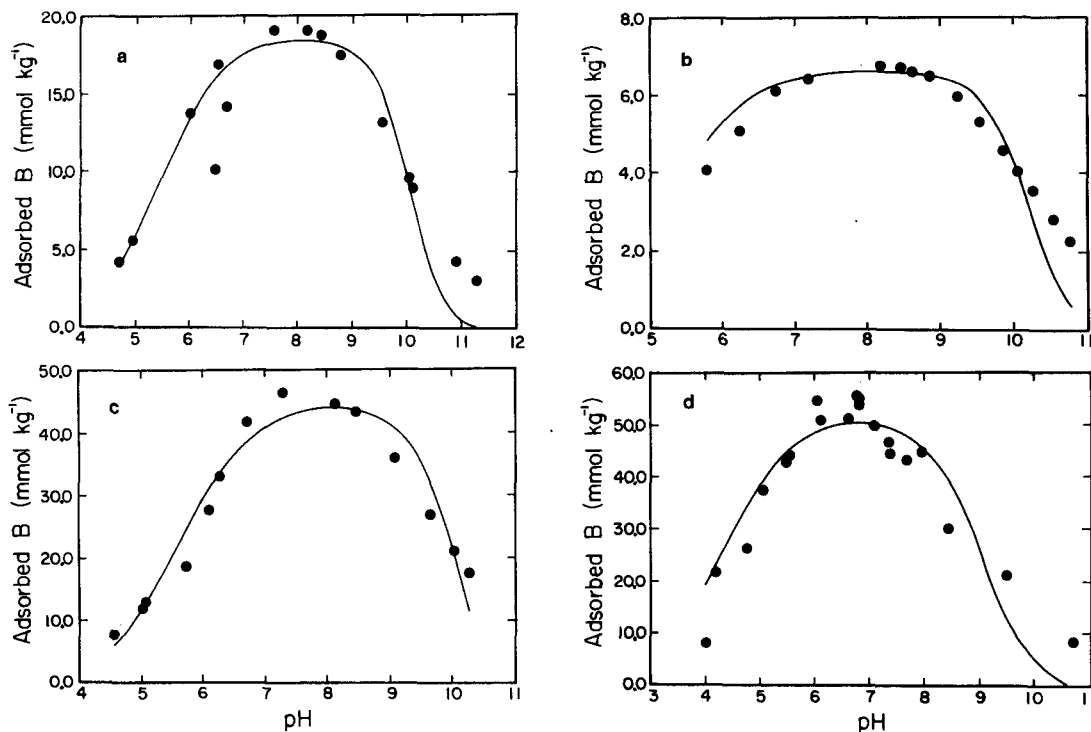 a
Adsorbed B (mmol kg⁻¹)
20.0
15.0
10.0
5.0
0.0
4 5 6 7 8 9 10 11 12
b
Adsorbed B (mmol kg⁻¹)
8.0
6.0
4.0
2.0
0.0
5 6 7 8 9 10 11
c
Adsorbed B (mmol kg⁻¹)
50.0
40.0
30.0
20.0
10.0
0.0
4 5 6 7 8 9 10 11
pH
d
Adsorbed B (mmol kg⁻¹)
60.0
50.0
40.0
30.0
20.0
10.0
0.0
3 4 5 6 7 8 9 10 1
pH